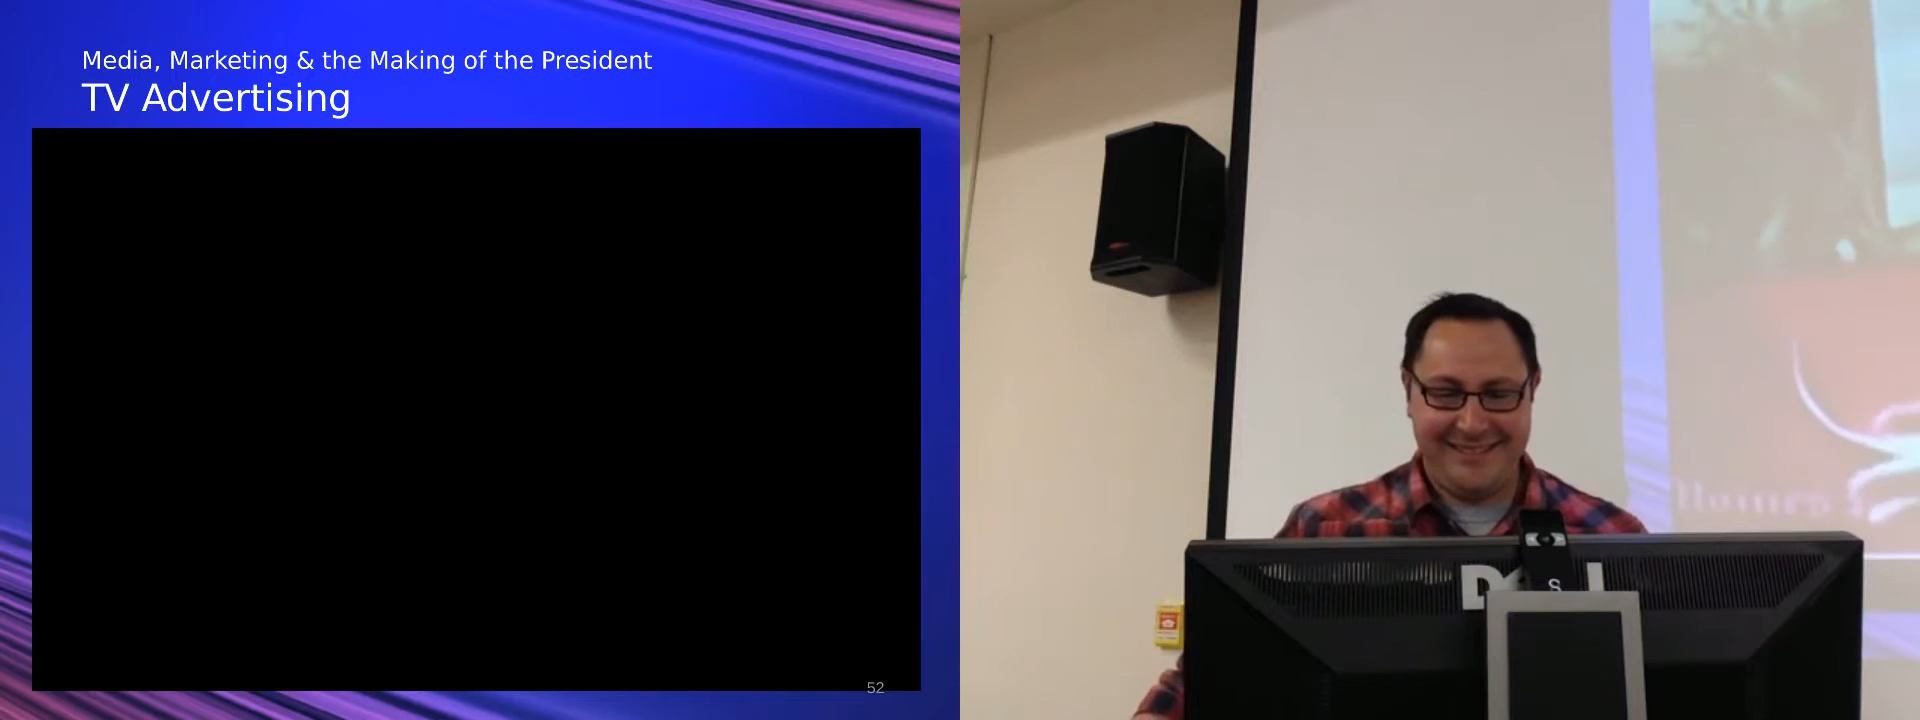 Media, Marketing & the Making of the President
TV Advertising
52